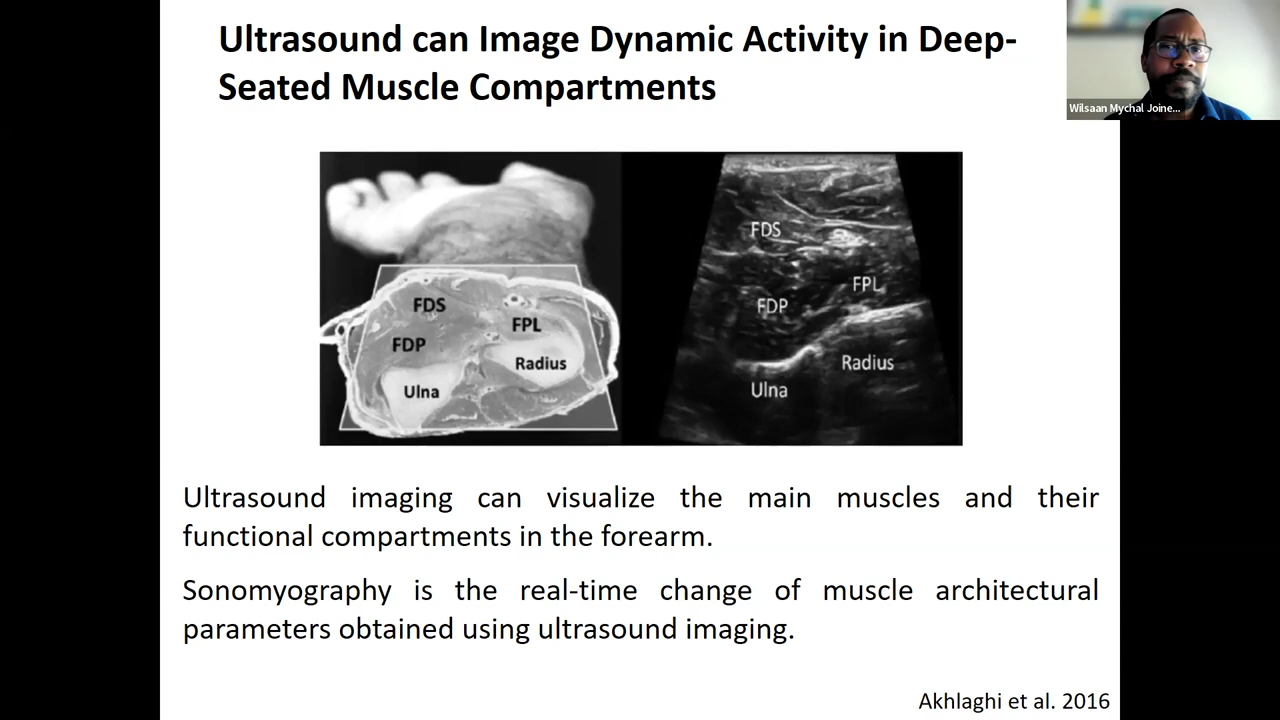 Ultrasound can Image Dynamic Activity in Deep-
Seated Muscle Compartments
Wilsaan Mychal Joine...
FDS
FDP
FPL
Radius
Ulna
FDS
FPL
FDP
Radius
Ulna
Ultrasound imaging can visualize the main muscles and their
functional compartments in the forearm.
Sonomyography is the real-time change of muscle architectural
parameters obtained using ultrasound imaging.
Akhlaghi et al. 2016